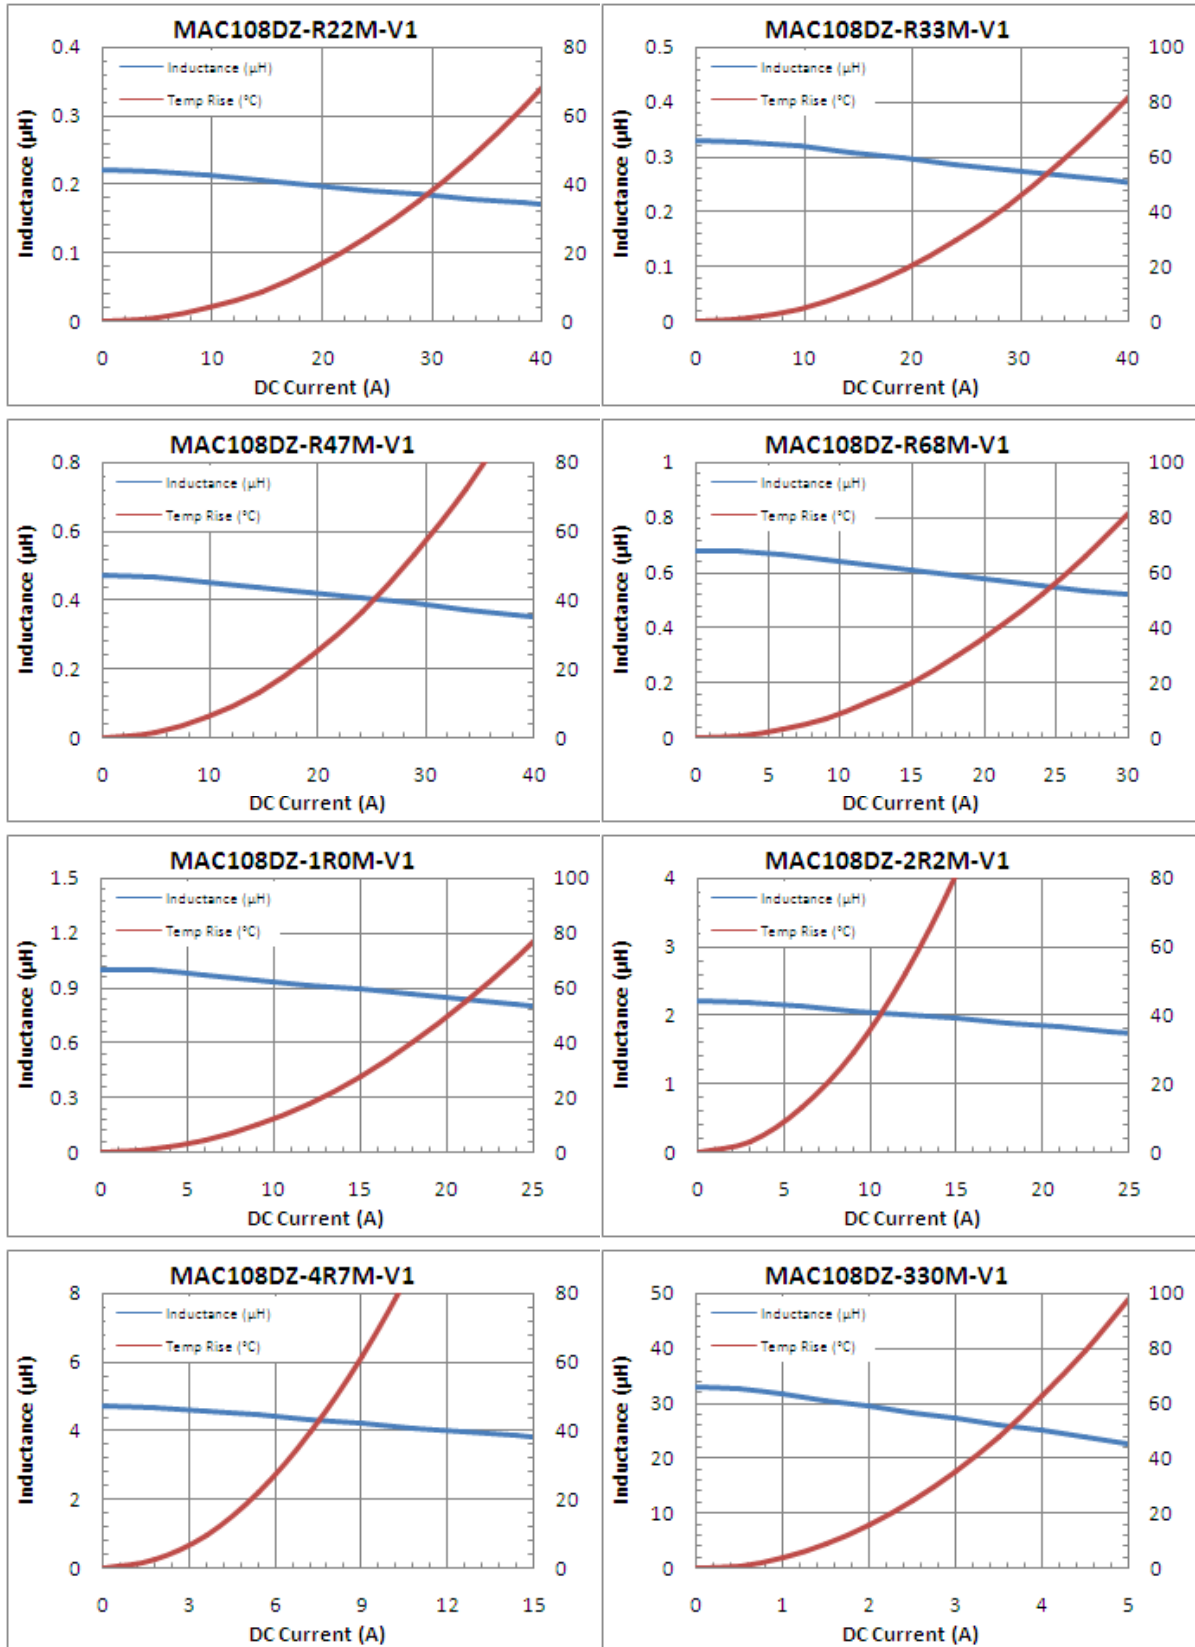 MAC108DZ-R22M-V1
0.4
0.3
0.2
0.1
0
80
60
40
20
0
Inductance (µH)
Temp Rise (°C)
Inductance (µH)
0 10 20 30 40
DC Current (A)
MAC108DZ-R33M-V1
0.5
0.4
0.3
0.2
0.1
0
100
80
60
40
20
0
Inductance (µH)
Temp Rise (°C)
Inductance (µH)
0 10 20 30 40
DC Current (A)
MAC108DZ-R47M-V1
0.8
0.6
0.4
0.2
0
80
60
40
20
0
Inductance (µH)
Temp Rise (°C)
Inductance (µH)
0 10 20 30 40
DC Current (A)
MAC108DZ-R68M-V1
1
0.8
0.6
0.4
0.2
0
100
80
60
40
20
0
Inductance (µH)
Temp Rise (°C)
Inductance (µH)
0 5 10 15 20 25 30
DC Current (A)
MAC108DZ-1R0M-V1
1.5
1.2
0.9
0.6
0.3
0
100
80
60
40
20
0
Inductance (µH)
Temp Rise (°C)
Inductance (µH)
0 5 10 15 20 25
DC Current (A)
MAC108DZ-2R2M-V1
4
3
2
1
0
80
60
40
20
0
Inductance (µH)
Temp Rise (°C)
Inductance (µH)
0 5 10 15 20 25
DC Current (A)
MAC108DZ-4R7M-V1
8
6
4
2
0
80
60
40
20
0
Inductance (µH)
Temp Rise (°C)
Inductance (µH)
0 3 6 9 12 15
DC Current (A)
MAC108DZ-330M-V1
50
40
30
20
10
0
100
80
60
40
20
0
Inductance (µH)
Temp Rise (°C)
Inductance (µH)
0 1 2 3 4 5
DC Current (A)